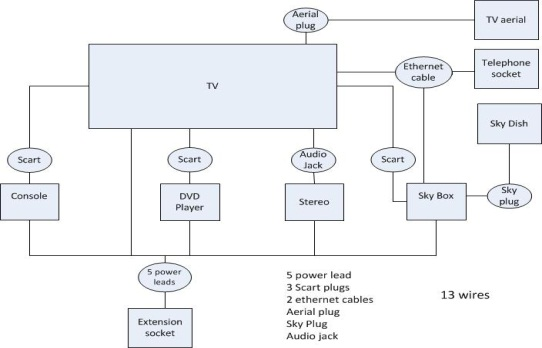 Aerial
plug
TV aerial
TV
Ethernet
cable
Telephone
socket
Sky Dish
Scart
Scart
Audio
Jack
Scart
Console
DVD
Player
Stereo
Sky Box
Sky
plug
5 power
leads
Extension
socket
5 power lead
3 Scart plugs
2 ethernet cables
Aerial plug
Sky Plug
Audio jack
13 wires